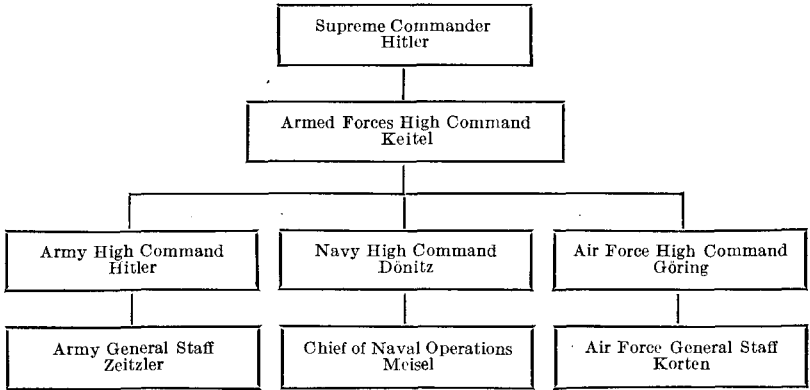 Supreme Commander
Hitler
Armed Forces High Command
Keitel
Army High Command
Hitler
Navy High Command
Dönitz
Air Force High Command
Göring
Army General Staff
Zeitzler
Chief of Naval Operations
Meisel
Air Force General Staff
Korten